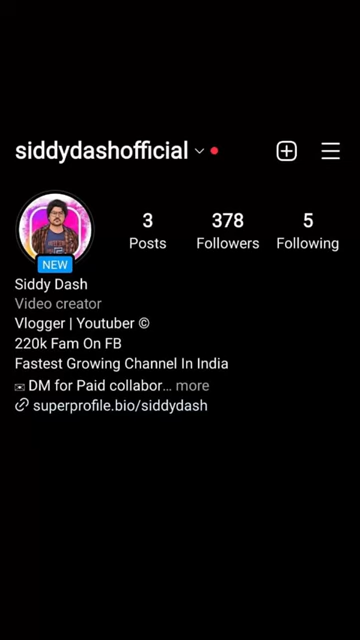 siddydashofficial
3 378 5
Posts Followers Following
NEW
Siddy Dash
Video creator
Vlogger | Youtuber ©
220k Fam On FB
Fastest Growing Channel In India
✉️ DM for Paid collabor... more
superprofile.bio/siddydash